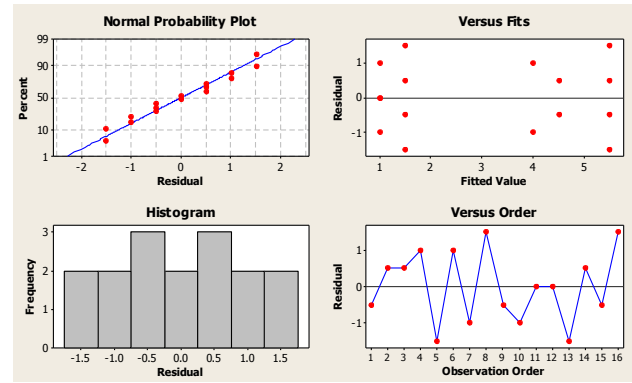 Normal Probability Plot
99
90
50
10
1
Percent
-2 -1 0 1 2
Residual
Versus Fits
1
0
-1
Residual
1 2 3 4 5
Fitted Value
Histogram
3
2
1
0
Frequency
-1.5 -1.0 -0.5 0.0 0.5 1.0 1.5
Residual
Versus Order
1
0
-1
Residual
1 2 3 4 5 6 7 8 9 10 11 12 13 14 15 16
Observation Order